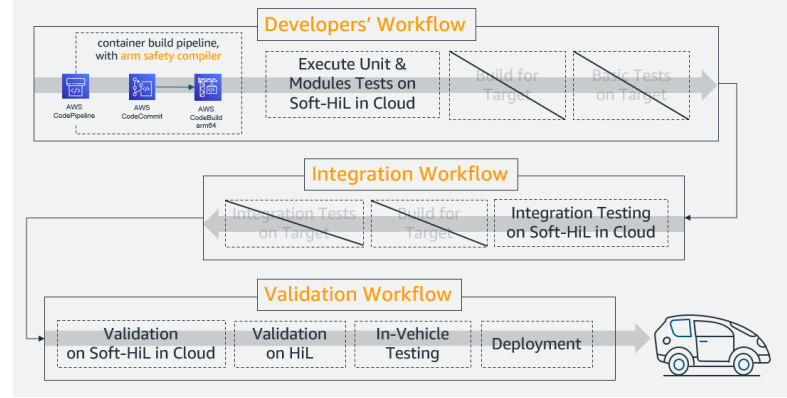 Developers' Workflow
container build pipeline,
with arm safety compiler
AWS
CodePipeline
AWS
CodeCommit
AWS
CodeBuild
arm64
Execute Unit &
Modules Tests on
Soft-HiL in Cloud
Build for
Target
Basic Tests
on Target
Integration Workflow
Integration Tests
on Target
Build for
Target
Integration Testing
on Soft-HiL in Cloud
Validation Workflow
Validation
on Soft-HiL in Cloud
Validation
on HiL
In-Vehicle
Testing
Deployment